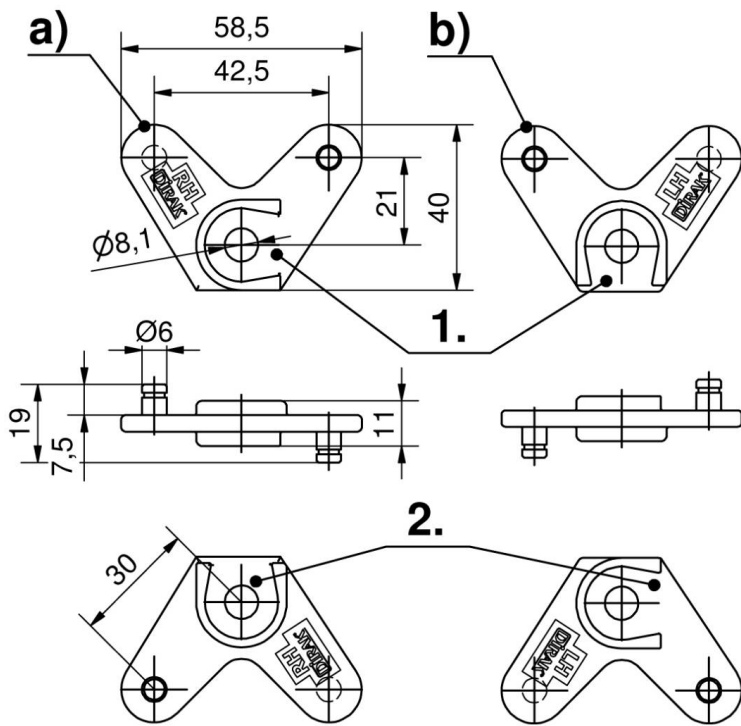 a)
58,5
b)
42,5
RH
DIRAK
LH
DIRAK
21
40
Ø8,1
1.
Ø6
19
7,5
11
2.
30
RH
DIRAK
LH
DIRAK